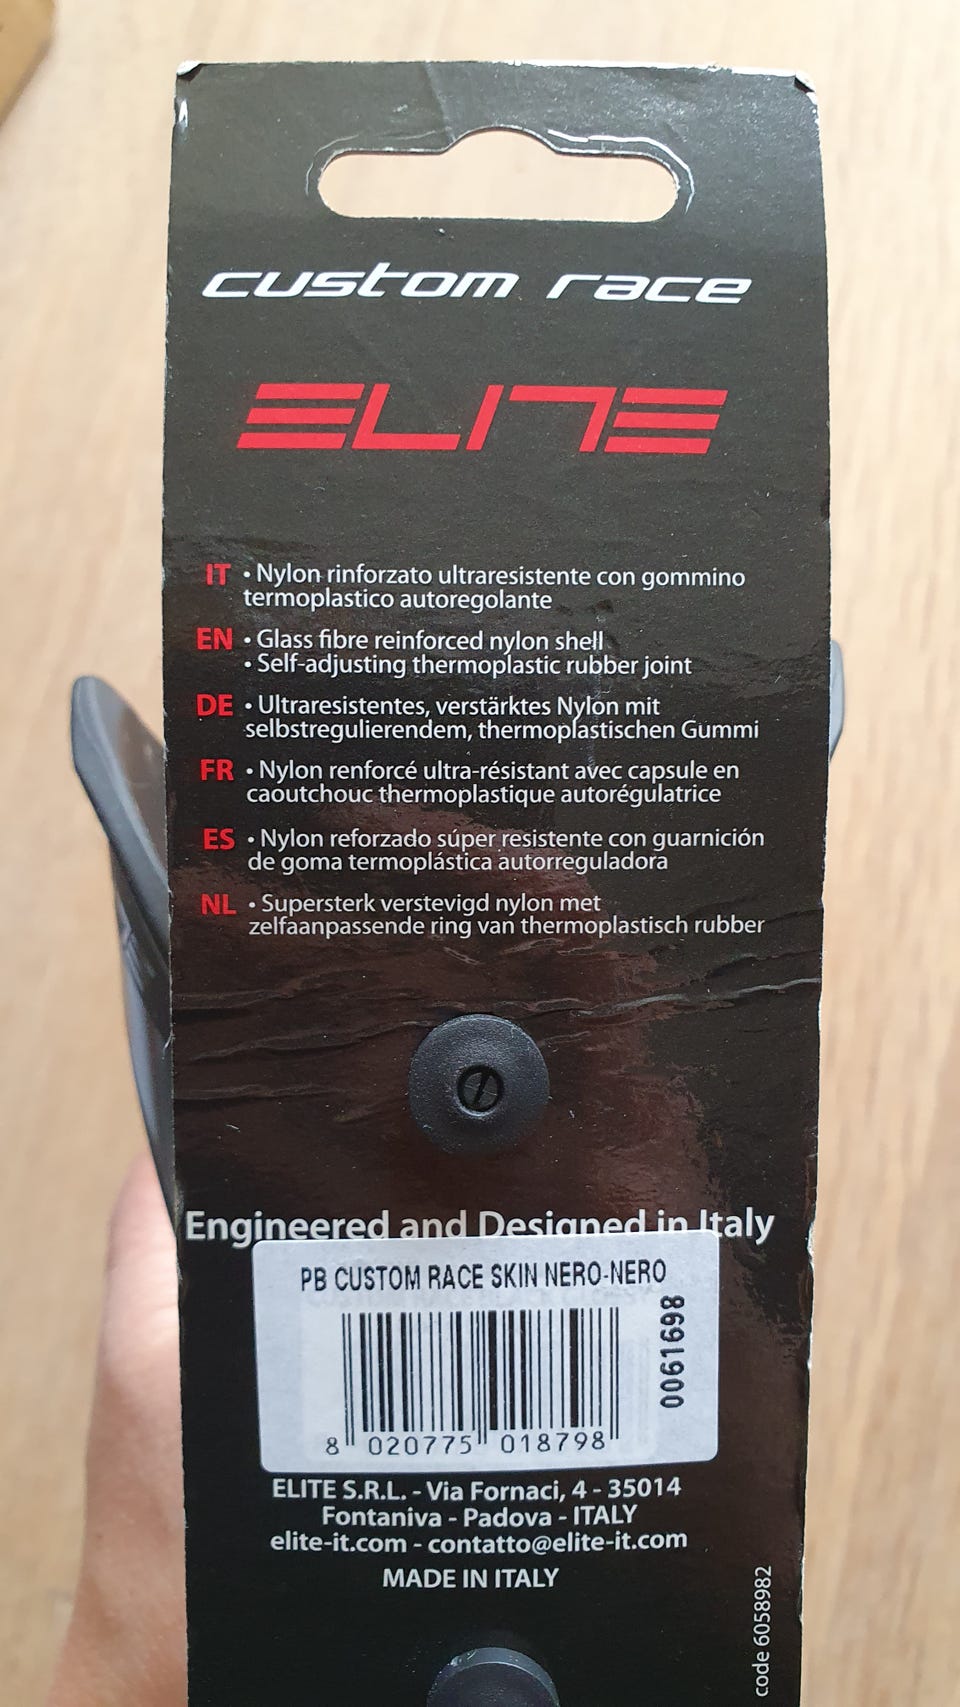 custom race
ELITE
IT • Nylon rinforzato ultraresistente con gommino
termoplastico autoregolante
EN • Glass fibre reinforced nylon shell
• Self-adjusting thermoplastic rubber joint
DE • Ultraresistentes, verstärktes Nylon mit
selbstregulierendem, thermoplastischen Gummi
FR • Nylon renforcé ultra-résistant avec capsule en
caoutchouc thermoplastique autorégulatrice
ES • Nylon reforzado súper resistente con guarnición
de goma termoplástica autorreguladora
NL • Supersterk verstevigd nylon met
zelfaanpassende ring van thermoplastisch rubber
Engineered and Designed in Italy
PB CUSTOM RACE SKIN NERO-NERO
0061698
8 020775 018798
ELITE S.R.L. - Via Fornaci, 4 - 35014
Fontaniva - Padova - ITALY
elite-it.com - contatto@elite-it.com
MADE IN ITALY
code 6058982